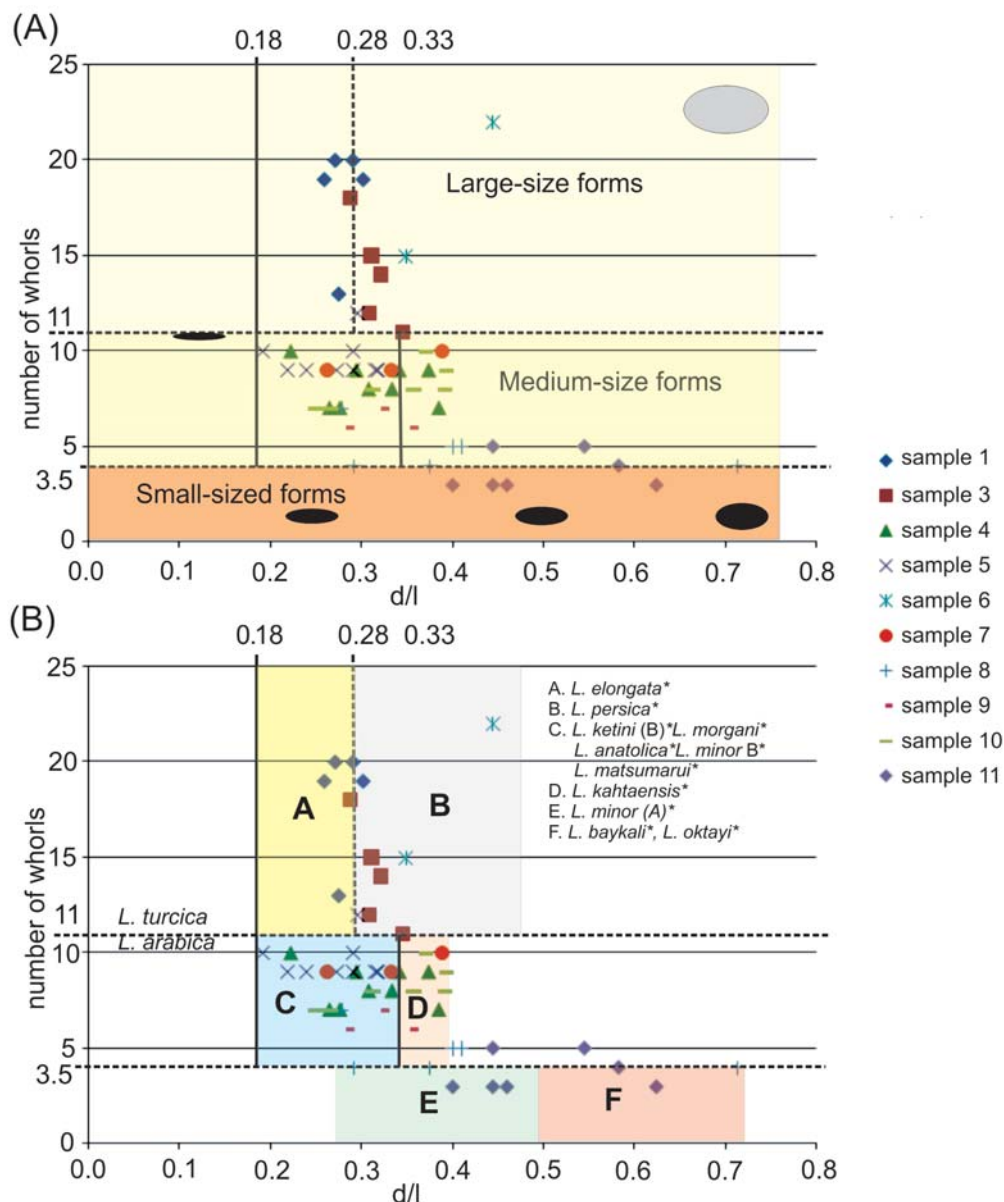 (A)
0.18 0.28 0.33
25
20
15
11
10
5
3.5
0
number of whorls
Large-size forms
Medium-size forms
Small-sized forms
0.0 0.1 0.2 0.3 0.4 0.5 0.6 0.7 0.8
d/l
sample 1
sample 3
sample 4
sample 5
sample 6
sample 7
sample 8
sample 9
sample 10
sample 11
(B)
0.18 0.28 0.33
25
20
15
11
10
5
3.5
0
number of whorls
A. L. elongata*
B. L. persica*
C. L. ketini (B)*L. morgani*
L. anatolica*L. minor B*
L. matsumarui*
D. L. kahtaensis*
E. L. minor (A)*
F. L. baykali*, L. oktayi*
A
B
L. turcica
L. arabica
C
D
E
F
0.0 0.1 0.2 0.3 0.4 0.5 0.6 0.7 0.8
d/l